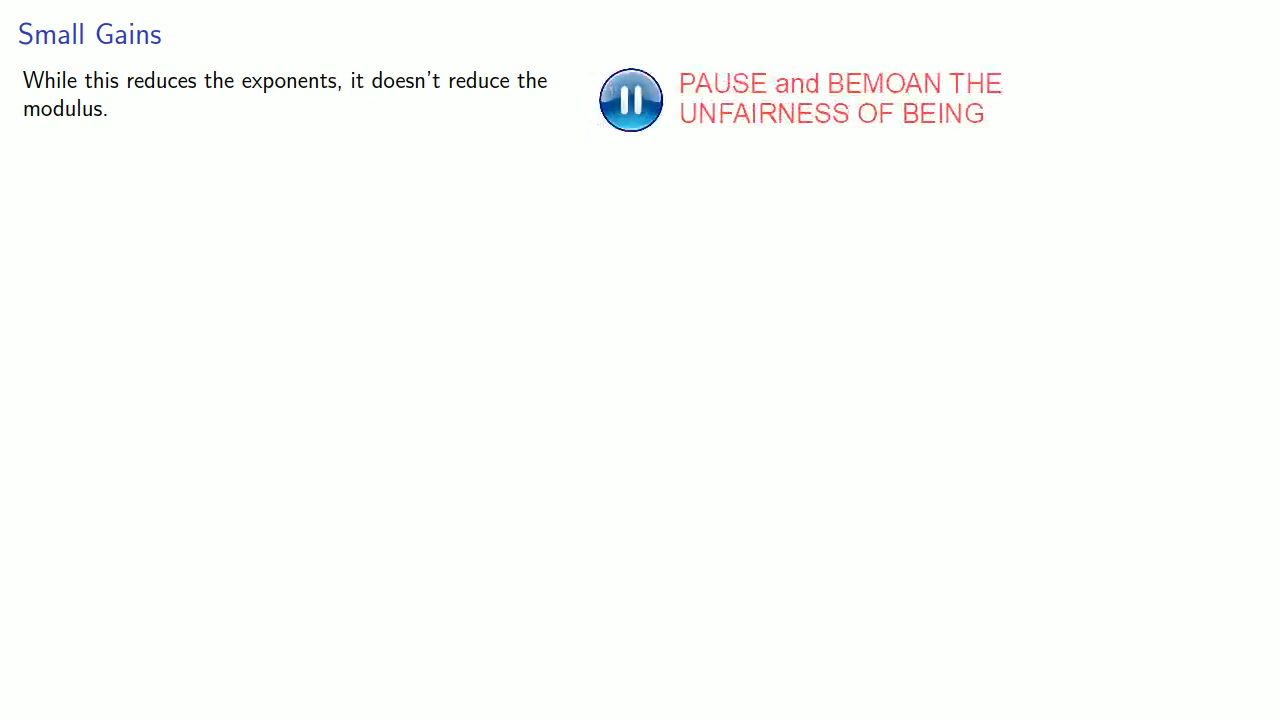 Small Gains
While this reduces the exponents, it doesn't reduce the
modulus.
PAUSE and BEMOAN THE
UNFAIRNESS OF BEING